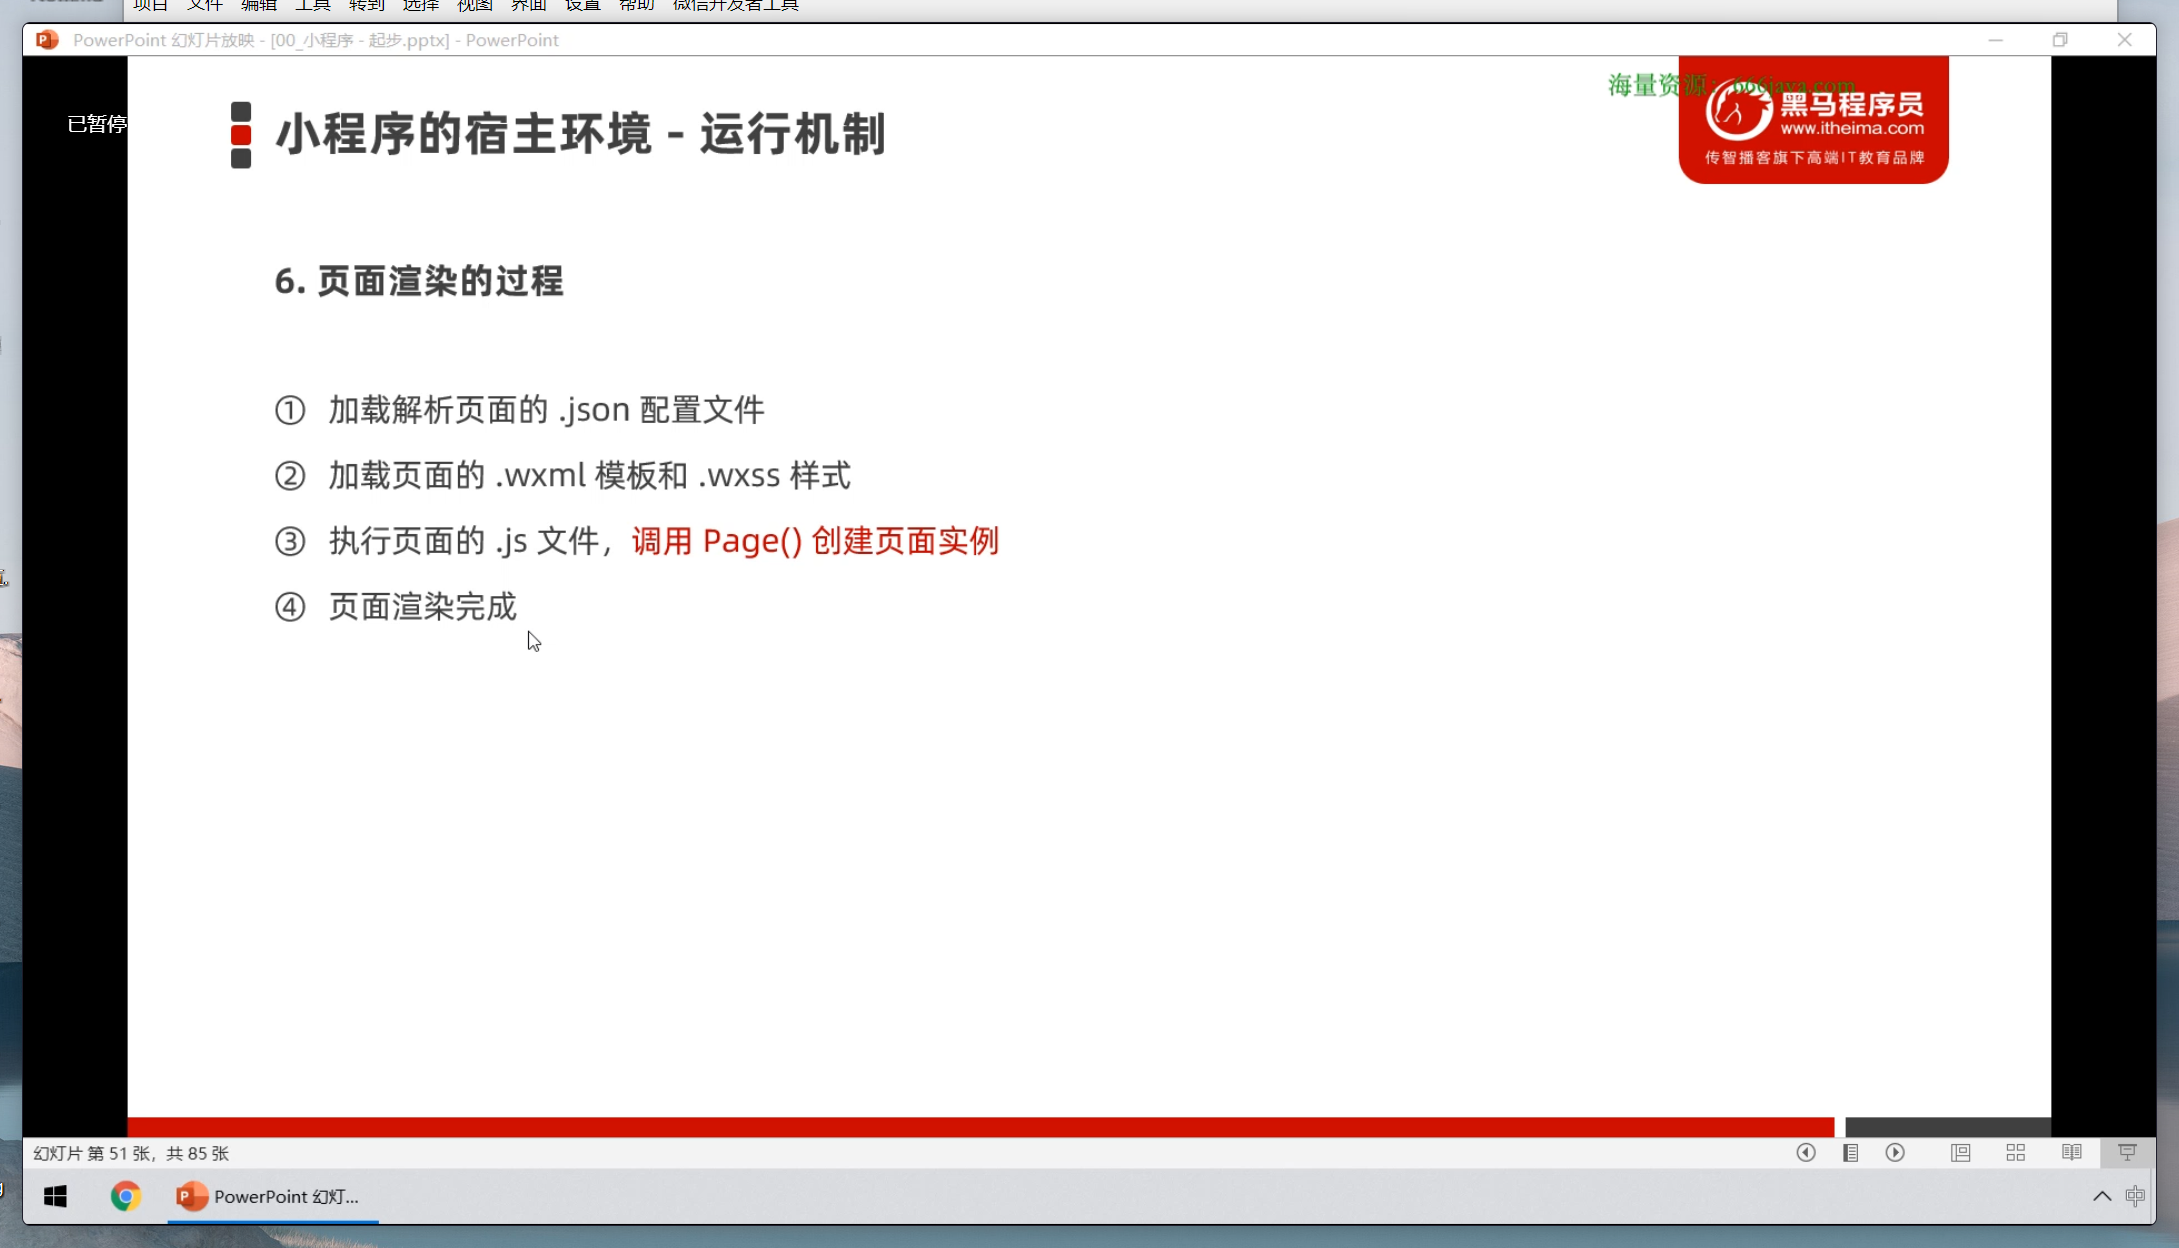 项目 文件 编辑 工具 转到 选择 视图 界面 设置 帮助 微信开发者工具
PowerPoint 幻灯片放映 - [00_小程序 - 起步.pptx] - PowerPoint
已暂停
海量资源：666java.com
小程序的宿主环境 - 运行机制
黑马程序员
www.itheima.com
传智播客旗下高端IT教育品牌
6. 页面渲染的过程
① 加载解析页面的 .json 配置文件
② 加载页面的 .wxml 模板和 .wxss 样式
③ 执行页面的 .js 文件，调用 Page() 创建页面实例
④ 页面渲染完成
幻灯片 第 51 张，共 85 张
PowerPoint 幻灯...
中